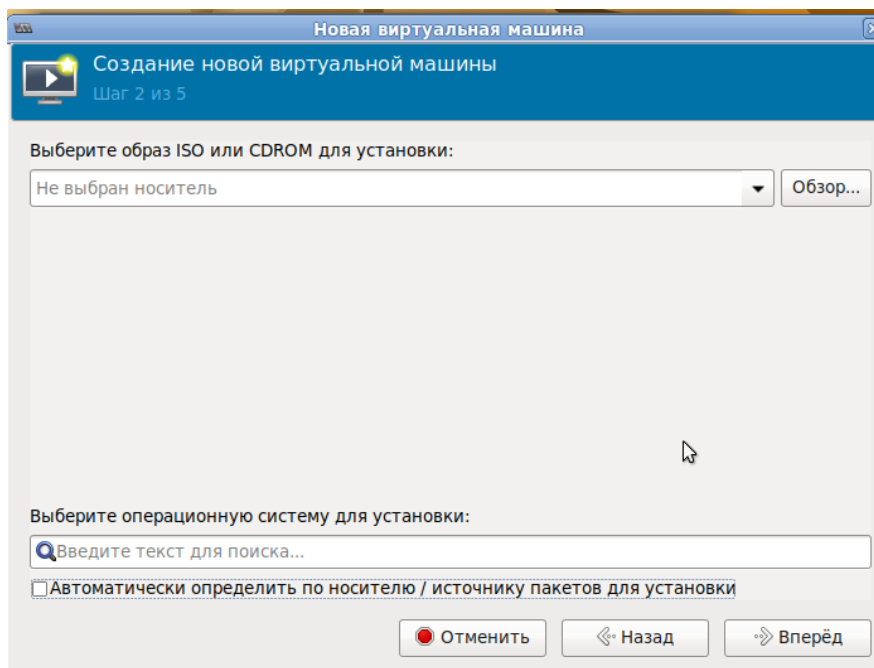 Новая виртуальная машина
Создание новой виртуальной машины
Шаг 2 из 5
Выберите образ ISO или CDROM для установки:
Не выбран носитель
Обзор...
Выберите операционную систему для установки:
Введите текст для поиска...
Автоматически определить по носителю / источнику пакетов для установки
Отменить
Назад
Вперёд